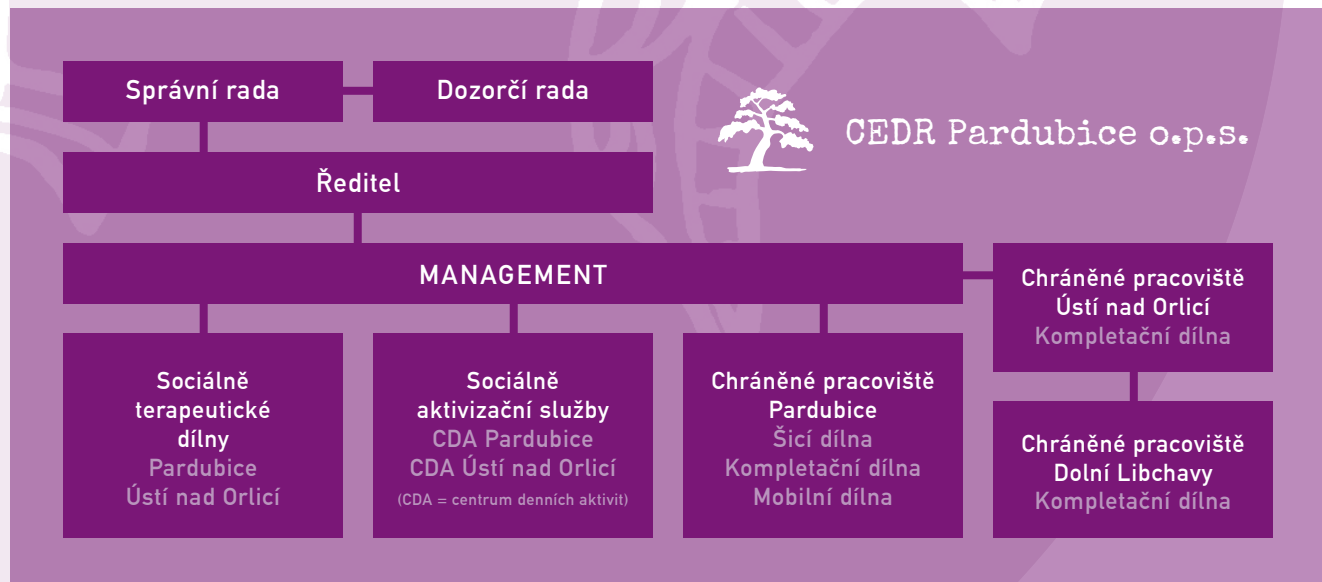 Správní rada
Dozorčí rada
CEDR Pardubice o.p.s.
Ředitel
MANAGEMENT
Sociálně
terapeutické
dílny
Pardubice
Ústí nad Orlicí
Sociálně
aktivizační služby
CDA Pardubice
CDA Ústí nad Orlicí
(CDA = centrum denních aktivit)
Chráněné pracoviště
Pardubice
Šicí dílna
Kompletační dílna
Mobilní dílna
Chráněné pracoviště
Ústí nad Orlicí
Kompletační dílna
Chráněné pracoviště
Dolní Libchavy
Kompletační dílna